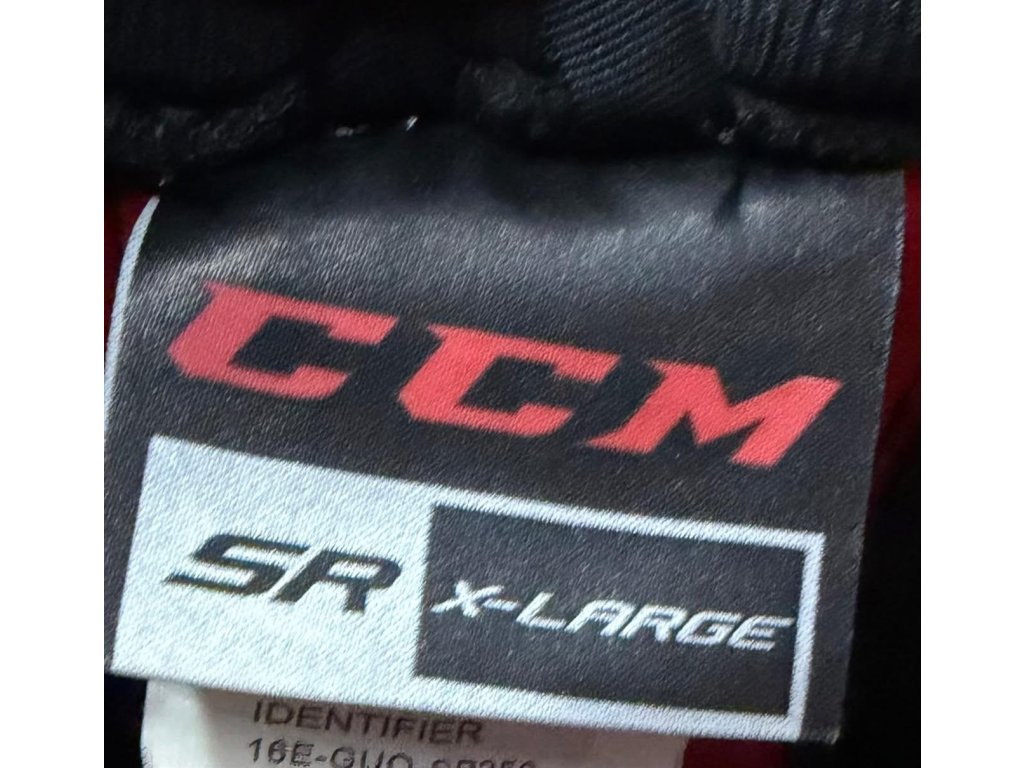 CCM
SR X-LARGE
IDENTIFIER